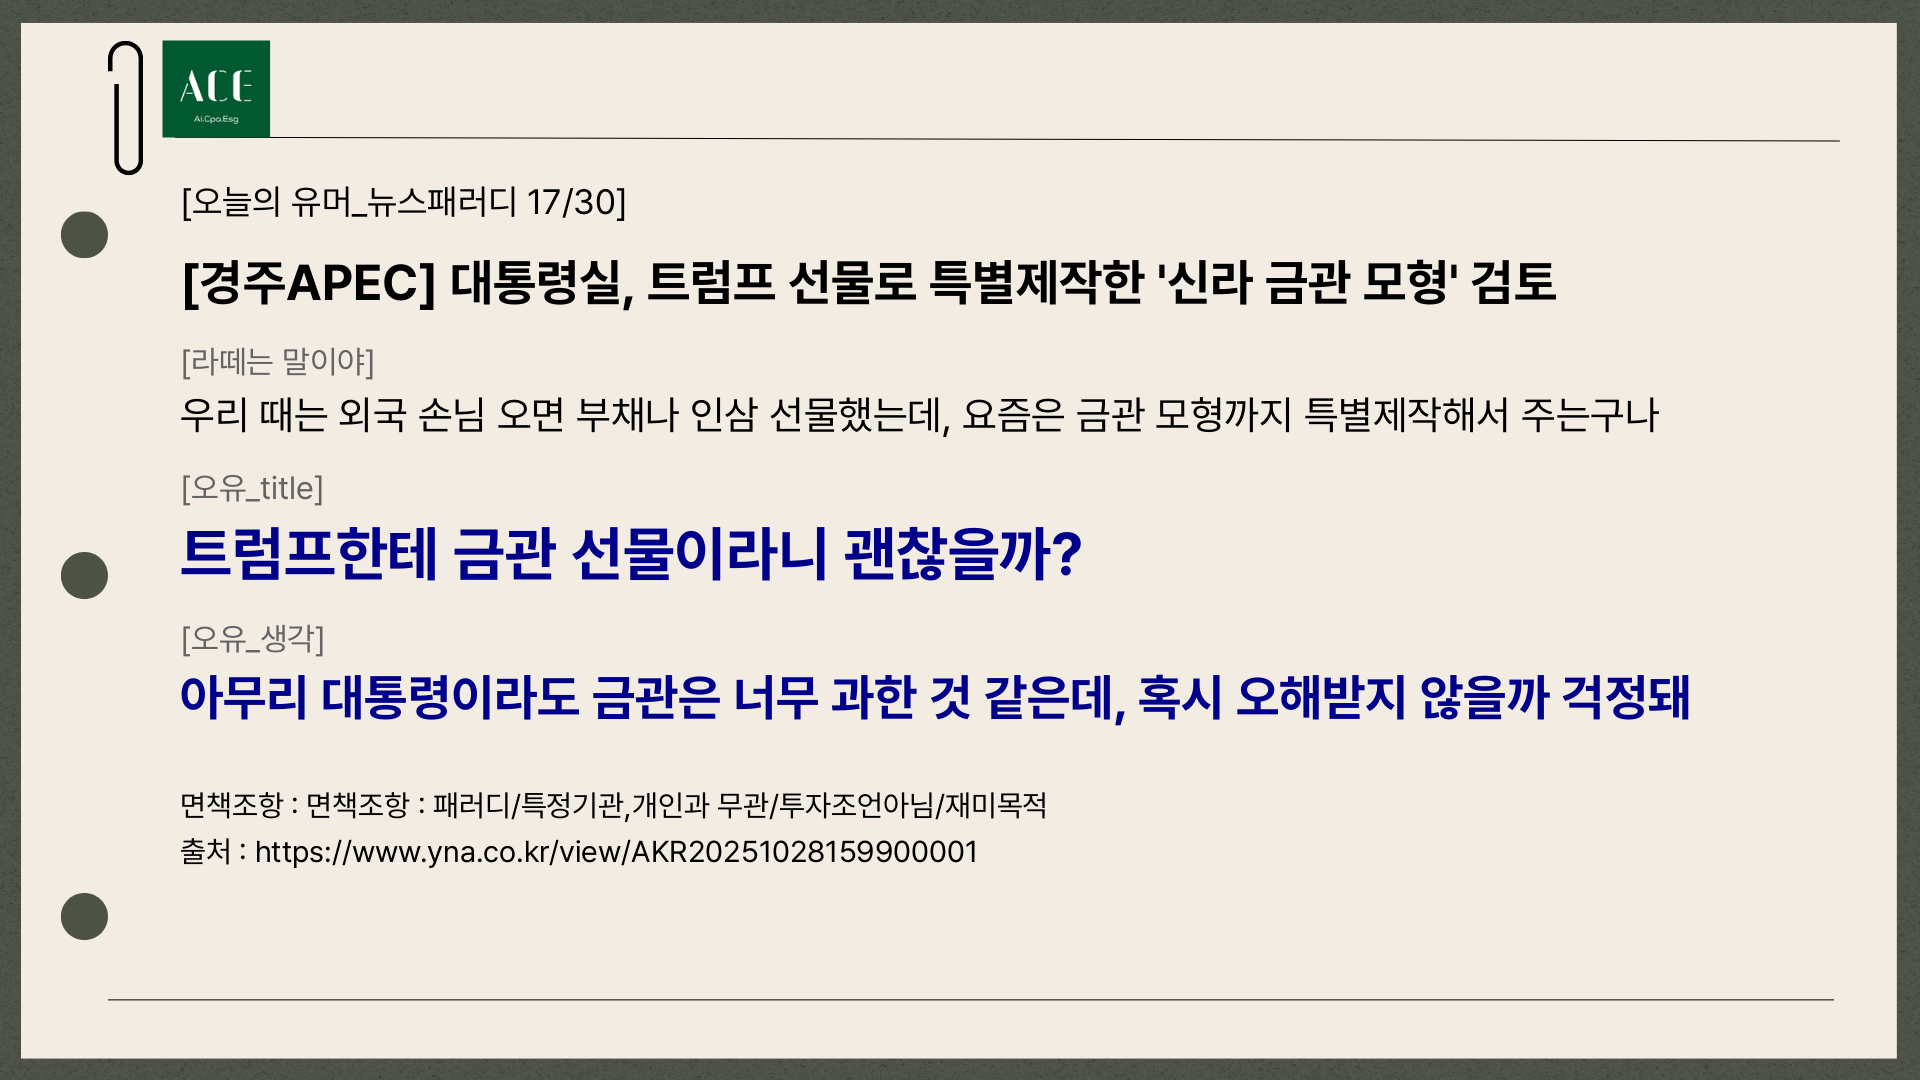 ACE
Ai.Cpa.Esg
[오늘의 유머_뉴스패러디 17/30]
[경주APEC] 대통령실, 트럼프 선물로 특별제작한 '신라 금관 모형' 검토
[라떼는 말이야]
우리 때는 외국 손님 오면 부채나 인삼 선물했는데, 요즘은 금관 모형까지 특별제작해서 주는구나
[오유_title]
트럼프한테 금관 선물이라니 괜찮을까?
[오유_생각]
아무리 대통령이라도 금관은 너무 과한 것 같은데, 혹시 오해받지 않을까 걱정돼
면책조항 : 면책조항 : 패러디/특정기관,개인과 무관/투자조언아님/재미목적
출처 : https://www.yna.co.kr/view/AKR20251028159900001